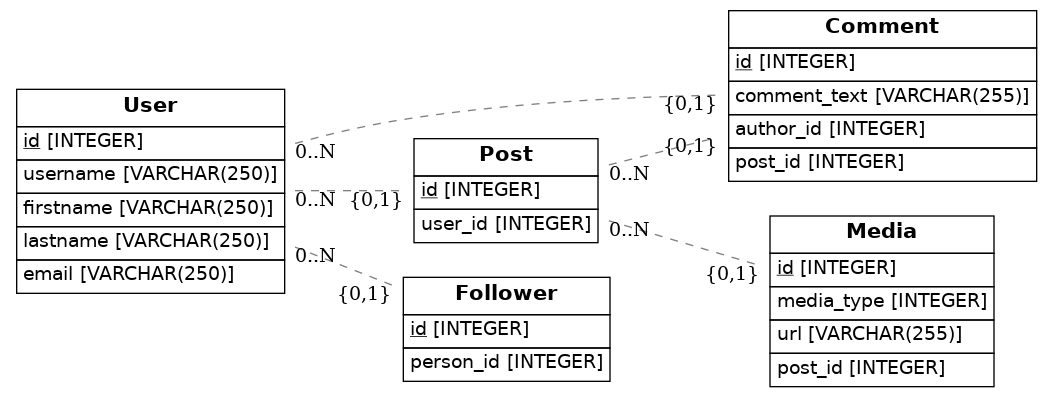 User
id [INTEGER]
username [VARCHAR(250)]
firstname [VARCHAR(250)]
lastname [VARCHAR(250)]
email [VARCHAR(250)]
0..N
0..N
{0,1}
0..N
{0,1}
Post
id [INTEGER]
user_id [INTEGER]
0..N
0..N
Follower
id [INTEGER]
person_id [INTEGER]
{0,1}
{0,1}
{0,1}
Comment
id [INTEGER]
comment_text [VARCHAR(255)]
author_id [INTEGER]
post_id [INTEGER]
Media
id [INTEGER]
media_type [INTEGER]
url [VARCHAR(255)]
post_id [INTEGER]